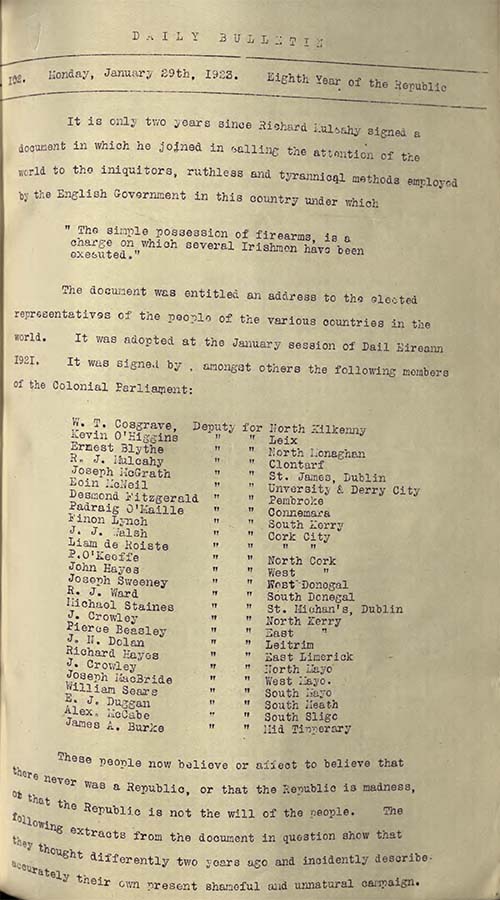 DAILY BULLETIN
102. Monday, January 29th, 1923. Eighth Year of the Republic
It is only two years since Richard Mulcahy signed a
document in which he joined in calling the attention of the
world to the iniquitors, ruthless and tyrannical methods employed
by the English Government in this country under which
" The simple possession of firearms, is a
charge on which several Irishmen have been
executed."
The document was entitled an address to the elected
representatives of the people of the various countries in the
world. It was adopted at the January session of Dail Eireann
1921. It was signed by , amongst others the following members
of the Colonial Parliament:
W. T. Cosgrave, Deputy for North Kilkenny
Kevin O'Higgins " " Leix
Ernest Blythe " " North Monaghan
R. J. Mulcahy " " Clontarf
Joseph McGrath " " St. James, Dublin
Eoin McNeil " " Unversity & Derry City
Desmond Fitzgerald " " Pembroke
Padraig O'Maille " " Connemara
Finon Lynch " " South Kerry
J. J. Walsh " " Cork City
Liam de Roiste " " " "
P.O'Keeffe " " North Cork
John Hayes " " West "
Joseph Sweeney " " West Donegal
R. J. Ward " " South Donegal
Michael Staines " " St. Michan's, Dublin
J. Crowley " " North Kerry
Pierce Beasley " " East "
J. N. Dolan " " Leitrim
Richard Hayes " " East Limerick
J. Crowley " " North Mayo
Joseph MacBride " " West Mayo.
William Sears " " South Mayo
E. J. Duggan " " South Meath
Alex. McCabe " " South Sligo
James A. Burke " " Mid Tipperary
These people now believe or affect to believe that
there never was a Republic, or that the Republic is madness,
or that the Republic is not the will of the people. The
following extracts from the document in question show that
they thought differently two years ago and incidently describe
accurately their own present shameful and unnatural campaign.